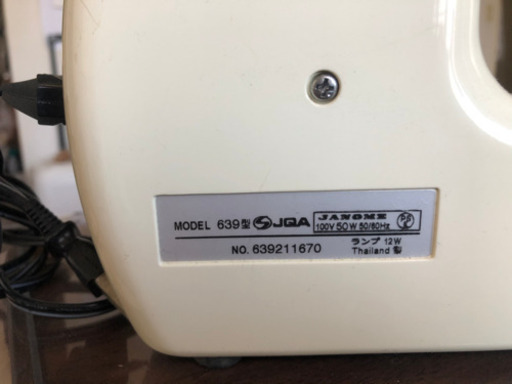 MODEL 639型 JQA JANOME
100V 50W 50/60Hz
NO. 639211670 ランプ 12W
Thailand 製